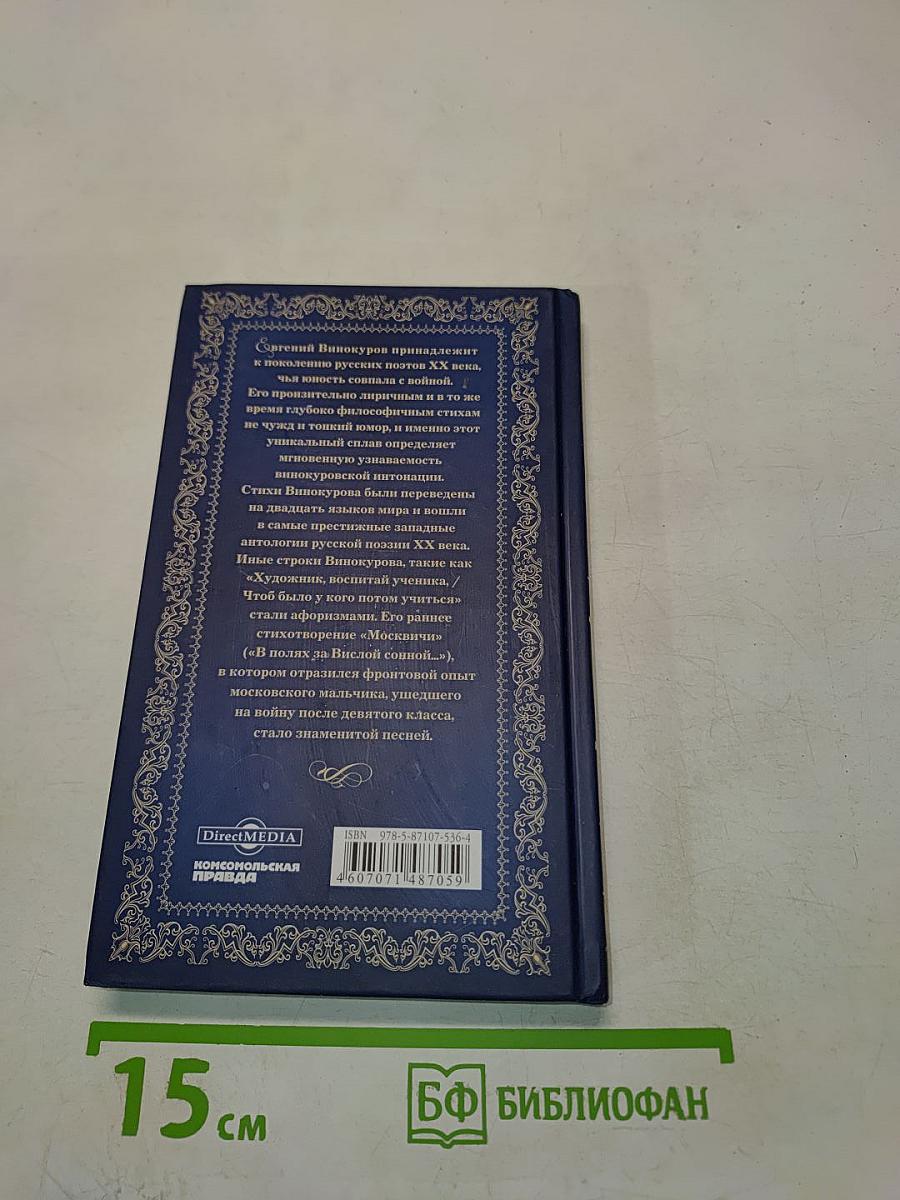 Евгений Винокуров принадлежит
к поколению русских поэтов XX века,
чья юность совпала с войной.
Его пронзительно лиричным и в то же
время глубоко философичным стихам
не чужд и тонкий юмор, и именно этот
уникальный сплав определяет
мгновенную узнаваемость
винокуровской интонации.
Стихи Винокурова были переведены
на двадцать языков мира и вошли
в самые престижные западные
антологии русской поэзии XX века.
Иные строки Винокурова, такие как
«Художник, воспитай ученика, /
Чтоб было у кого потом учиться»
стали афоризмами. Его раннее
стихотворение «Москвичи»
(«В полях за Вислой сонной...»),
в котором отразился фронтовой опыт
московского мальчика, ушедшего
на войну после девятого класса,
стало знаменитой песней.
DirectMEDIA
КОМСОМОЛЬСКАЯ
ПРАВДА
ISBN 978-5-87107-536-4
4607071487059
15 см
БФ БИБЛИОФАН